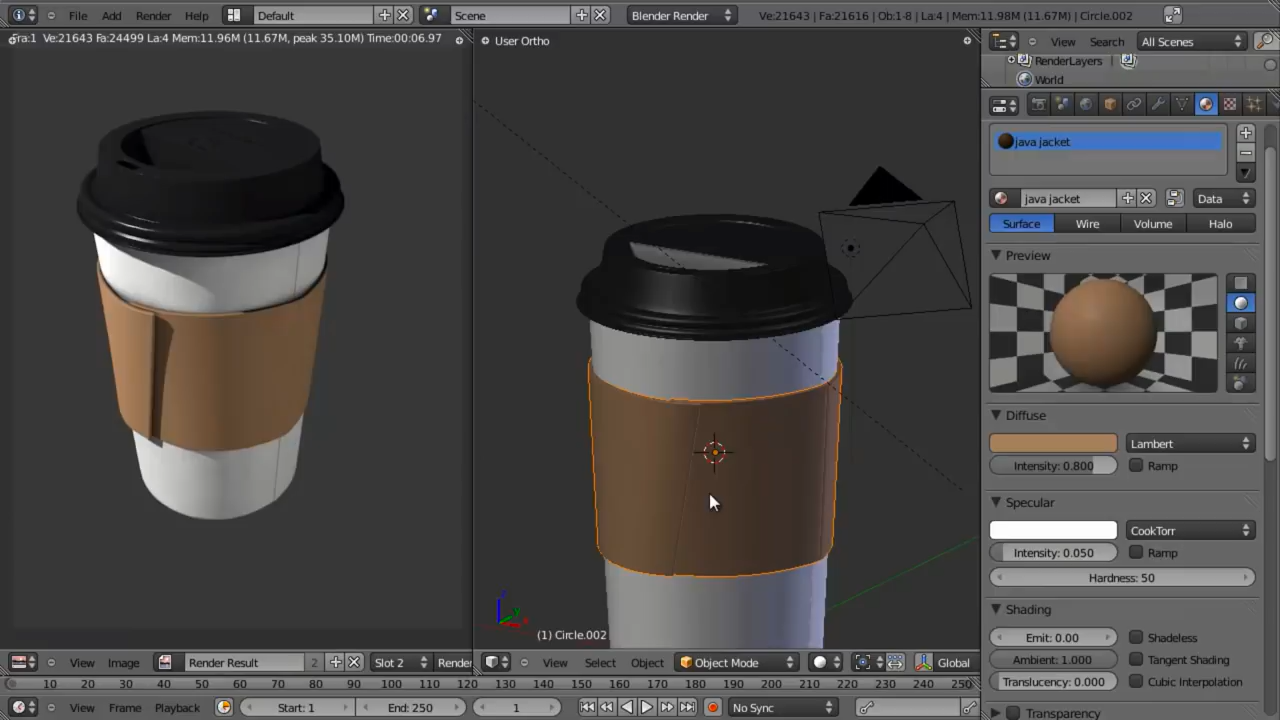 File Add Render Help Default Scene Blender Render Ve:21643 | Fa:21616 | Ob:1-8 | La:4 | Mem:11.98M (11.67M) | Circle.002
Fra:1 Ve:21643 Fa:24499 La:4 Mem:11.96M (11.67M, peak 35.10M) Time:00:06.97
User Ortho
View Search All Scenes
RenderLayers |
World
java jacket
java jacket Data
Surface Wire Volume Halo
Preview
Diffuse
Lambert
Intensity: 0.800 Ramp
Specular
CookTorr
Intensity: 0.050 Ramp
Hardness: 50
Shading
Emit: 0.00 Shadeless
Ambient: 1.000 Tangent Shading
Translucency: 0.000 Cubic Interpolation
Transparency
(1) Circle.002
View Image Render Result 2 Slot 2 Render
View Select Object Object Mode Global
10 20 30 40 50 60 70 80 90 100 110 120 130 140 150 160 170 180 190 200 210 220 230 240 250
View Frame Playback Start: 1 End: 250 1 No Sync